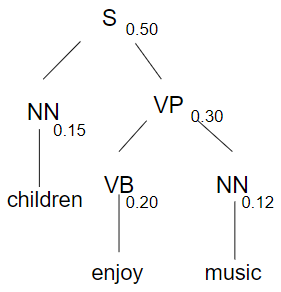 S 0.50
NN 0.15
VP 0.30
children
VB 0.20
NN 0.12
enjoy
music